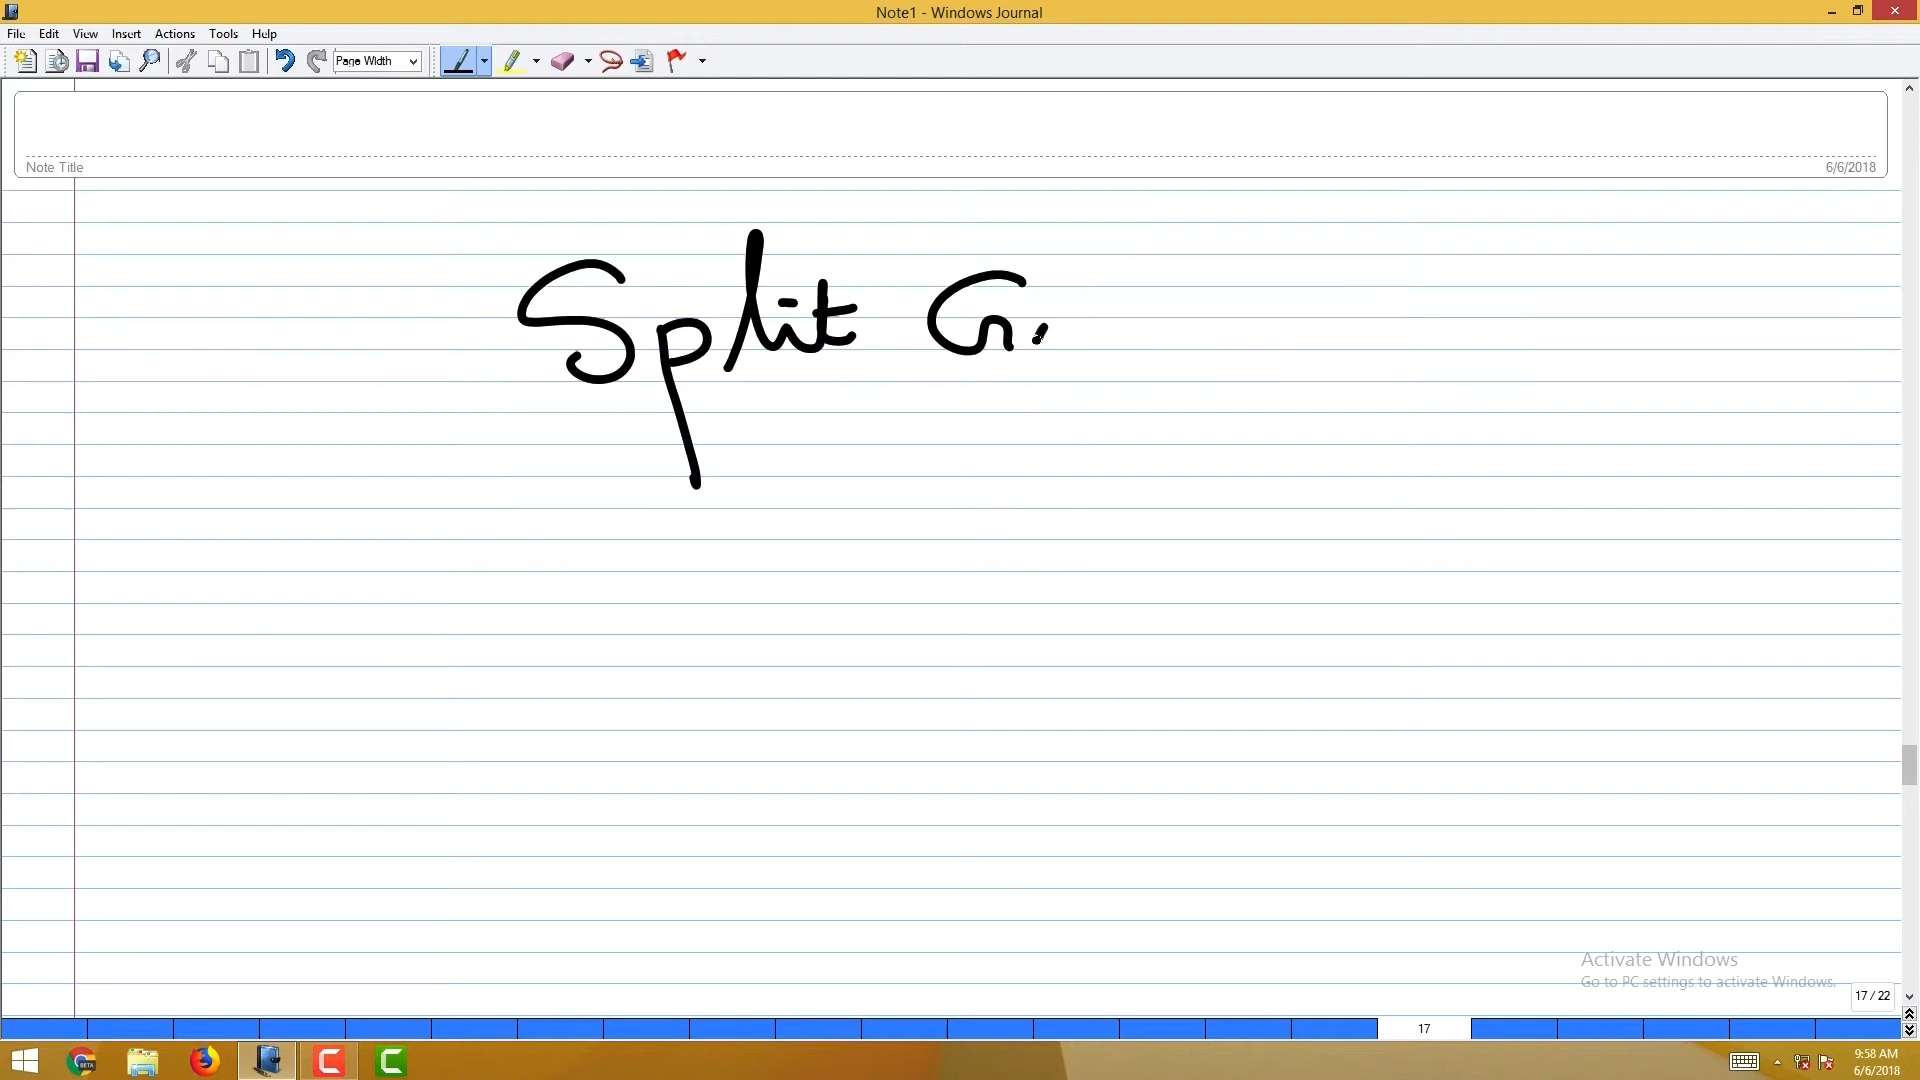 Note1 - Windows Journal
File Edit View Insert Actions Tools Help
Page Width
Note Title 6/6/2018
Split G
Activate Windows
Go to PC settings to activate Windows.
17 / 22
17
BETA
9:58 AM
6/6/2018